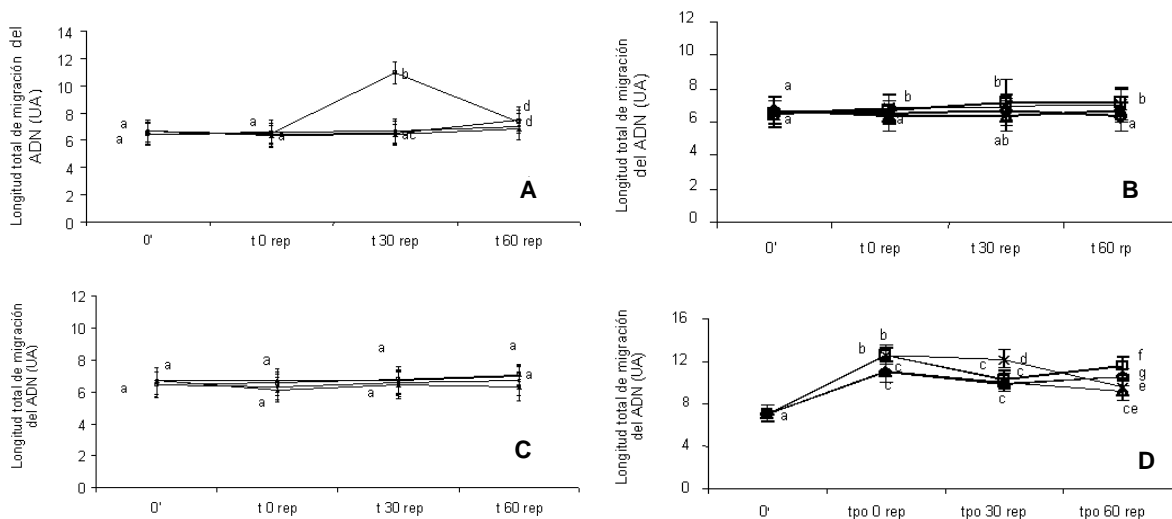 Longitud total de migración del
ADN (UA)
14
12
10
8
6
4
2
0
a
a
a
a
b
ac
d
d
A
0'
t 0 rep
t 30 rep
t 60 rep
Longitud total de migración
del ADN (UA)
12
10
8
6
4
2
0
a
a
b
a
b
ab
b
a
B
0'
t 0 rep
t 30 rep
t 60 rp
Longitud total de migración
del ADN (UA)
12
10
8
6
4
2
0
a
a
a
a
a
a
a
a
C
0'
t 0 rep
t 30 rep
t 60 rep
Longitud total de migración
del ADN (UA)
16
12
8
4
0
a
b
b
c
c
d
c
c
c
f
g
e
ce
D
0'
tpo 0 rep
tpo 30 rep
tpo 60 rep